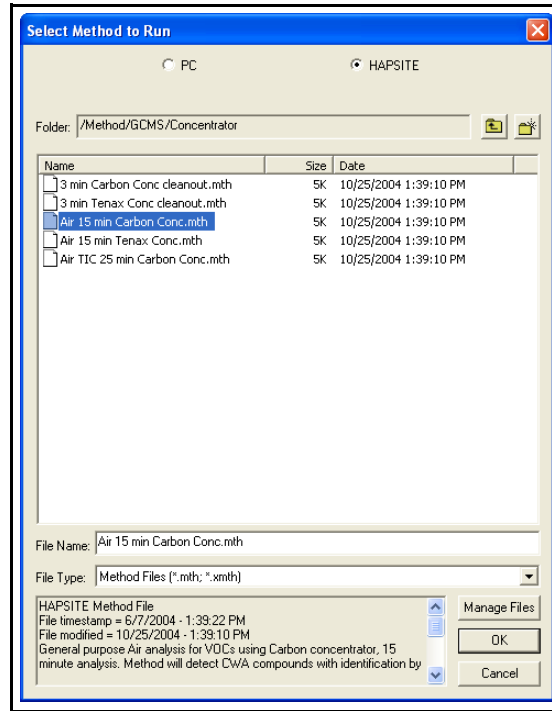 Select Method to Run
PC HAPSITE
Folder: /Method/GCMS/Concentrator
Name Size Date
3 min Carbon Conc cleanout.mth 5K 10/25/2004 1:39:10 PM
3 min Tenax Conc cleanout.mth 5K 10/25/2004 1:39:10 PM
Air 15 min Carbon Conc.mth 5K 10/25/2004 1:39:10 PM
Air 15 min Tenax Conc.mth 5K 10/25/2004 1:39:10 PM
Air TIC 25 min Carbon Conc.mth 5K 10/25/2004 1:39:10 PM
File Name: Air 15 min Carbon Conc.mth
File Type: Method Files (*.mth; *.xmth)
HAPSITE Method File
File timestamp = 6/7/2004 - 1:39:22 PM
File modified = 10/25/2004 - 1:39:10 PM
General purpose Air analysis for VOCs using Carbon concentrator, 15
minute analysis. Method will detect CWA compounds with identification by
Manage Files
OK
Cancel